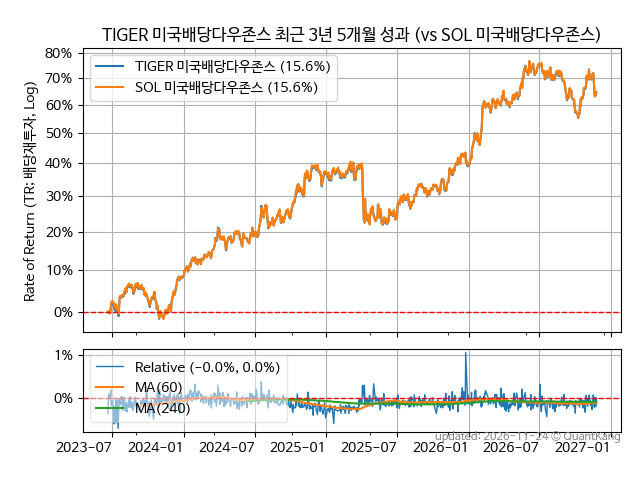 TIGER 미국배당다우존스 최근 3년 5개월 성과 (vs SOL 미국배당다우존스)
Rate of Return (TR: 배당재투자, Log)
80%
70%
60%
50%
40%
30%
20%
10%
0%
TIGER 미국배당다우존스 (15.6%)
SOL 미국배당다우존스 (15.6%)
1%
0%
Relative (-0.0%, 0.0%)
MA(60)
MA(240)
2023-07 2024-01 2024-07 2025-01 2025-07 2026-01 2026-07 2027-01
updated: 2026-11-24 © QuantKang